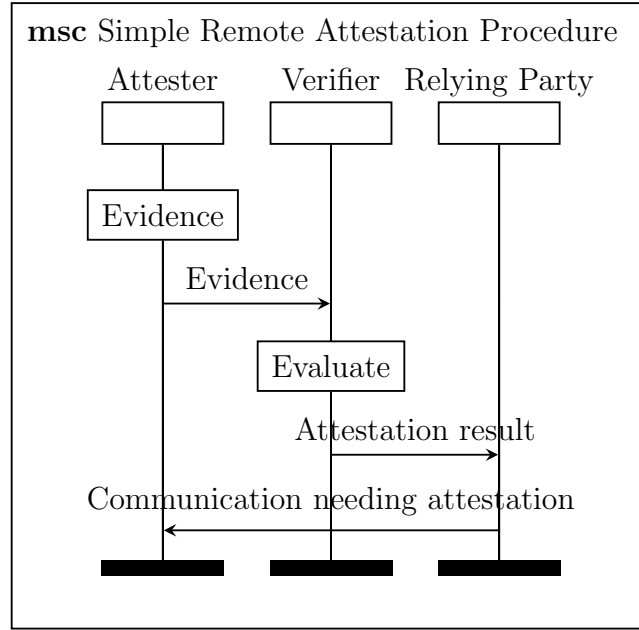 msc Simple Remote Attestation Procedure
Attester Verifier Relying Party
Evidence
Evidence
Evaluate
Attestation result
Communication needing attestation